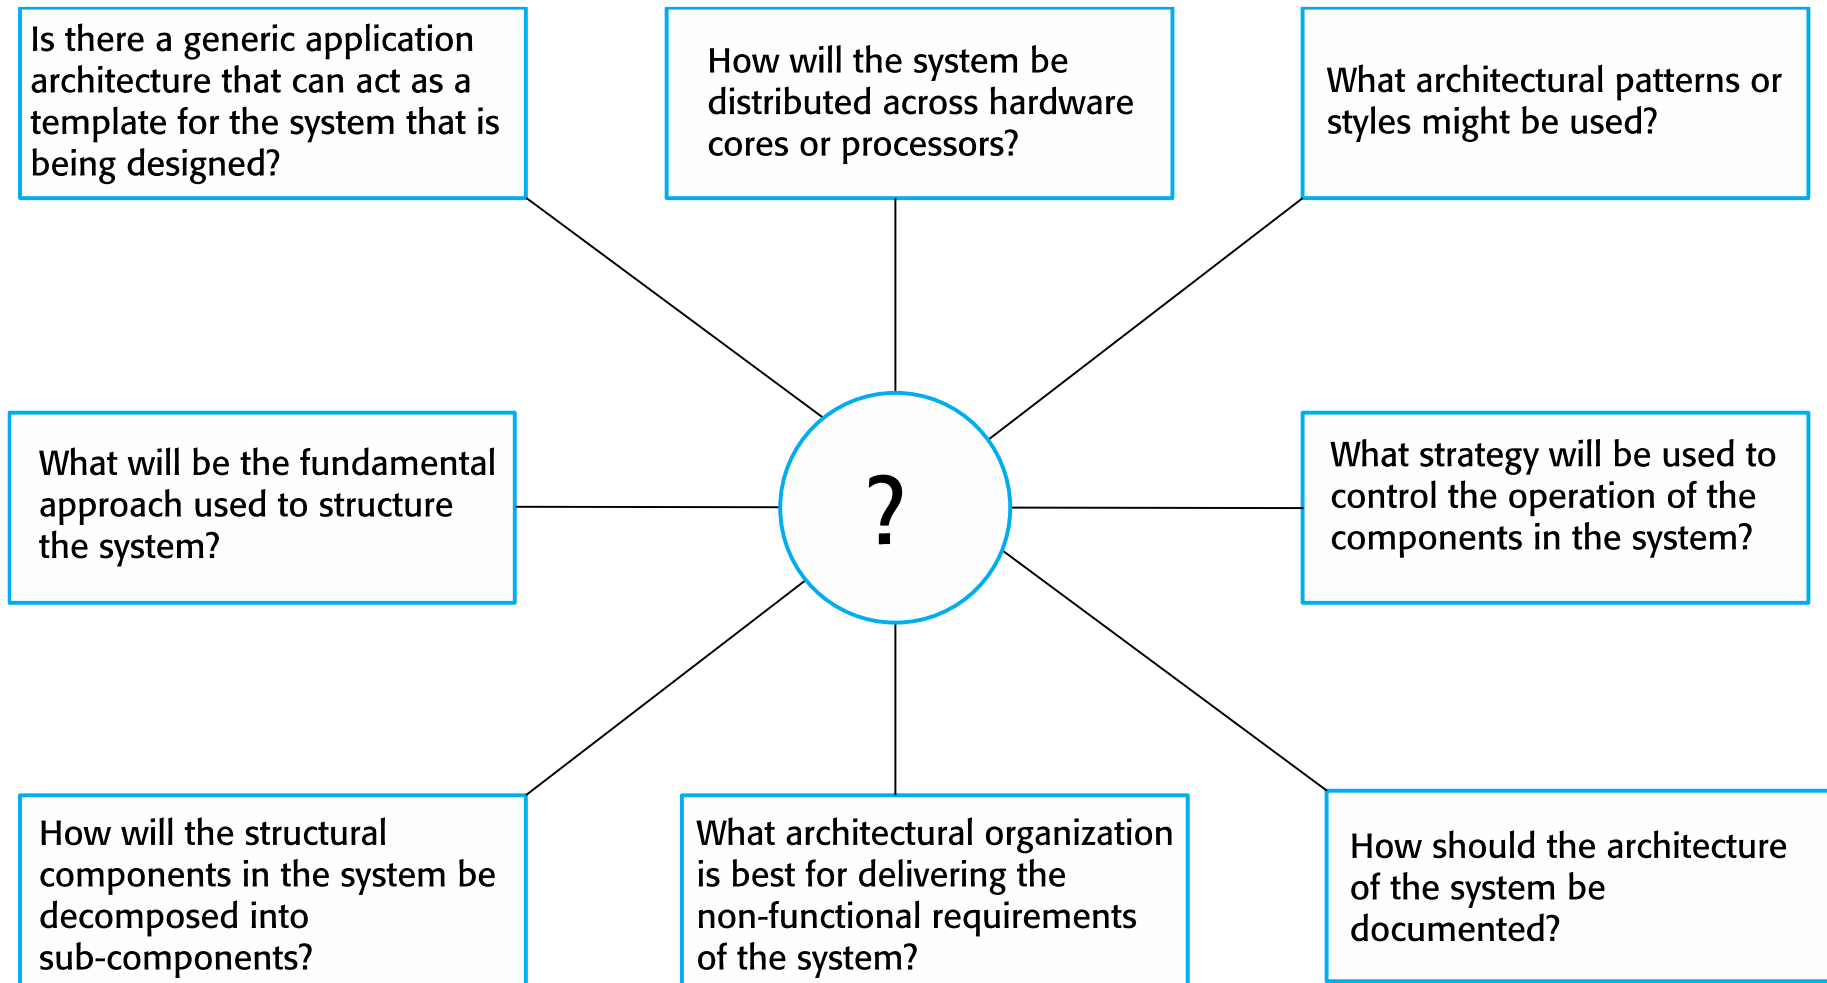 Is there a generic application
architecture that can act as a
template for the system that is
being designed?
How will the system be
distributed across hardware
cores or processors?
What architectural patterns or
styles might be used?
What will be the fundamental
approach used to structure
the system?
?
What strategy will be used to
control the operation of the
components in the system?
How will the structural
components in the system be
decomposed into
sub-components?
What architectural organization
is best for delivering the
non-functional requirements
of the system?
How should the architecture
of the system be
documented?